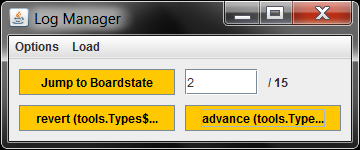 Log Manager
Options Load
Jump to Boardstate 2 / 15
revert (tools.Types$... advance (tools.Type...